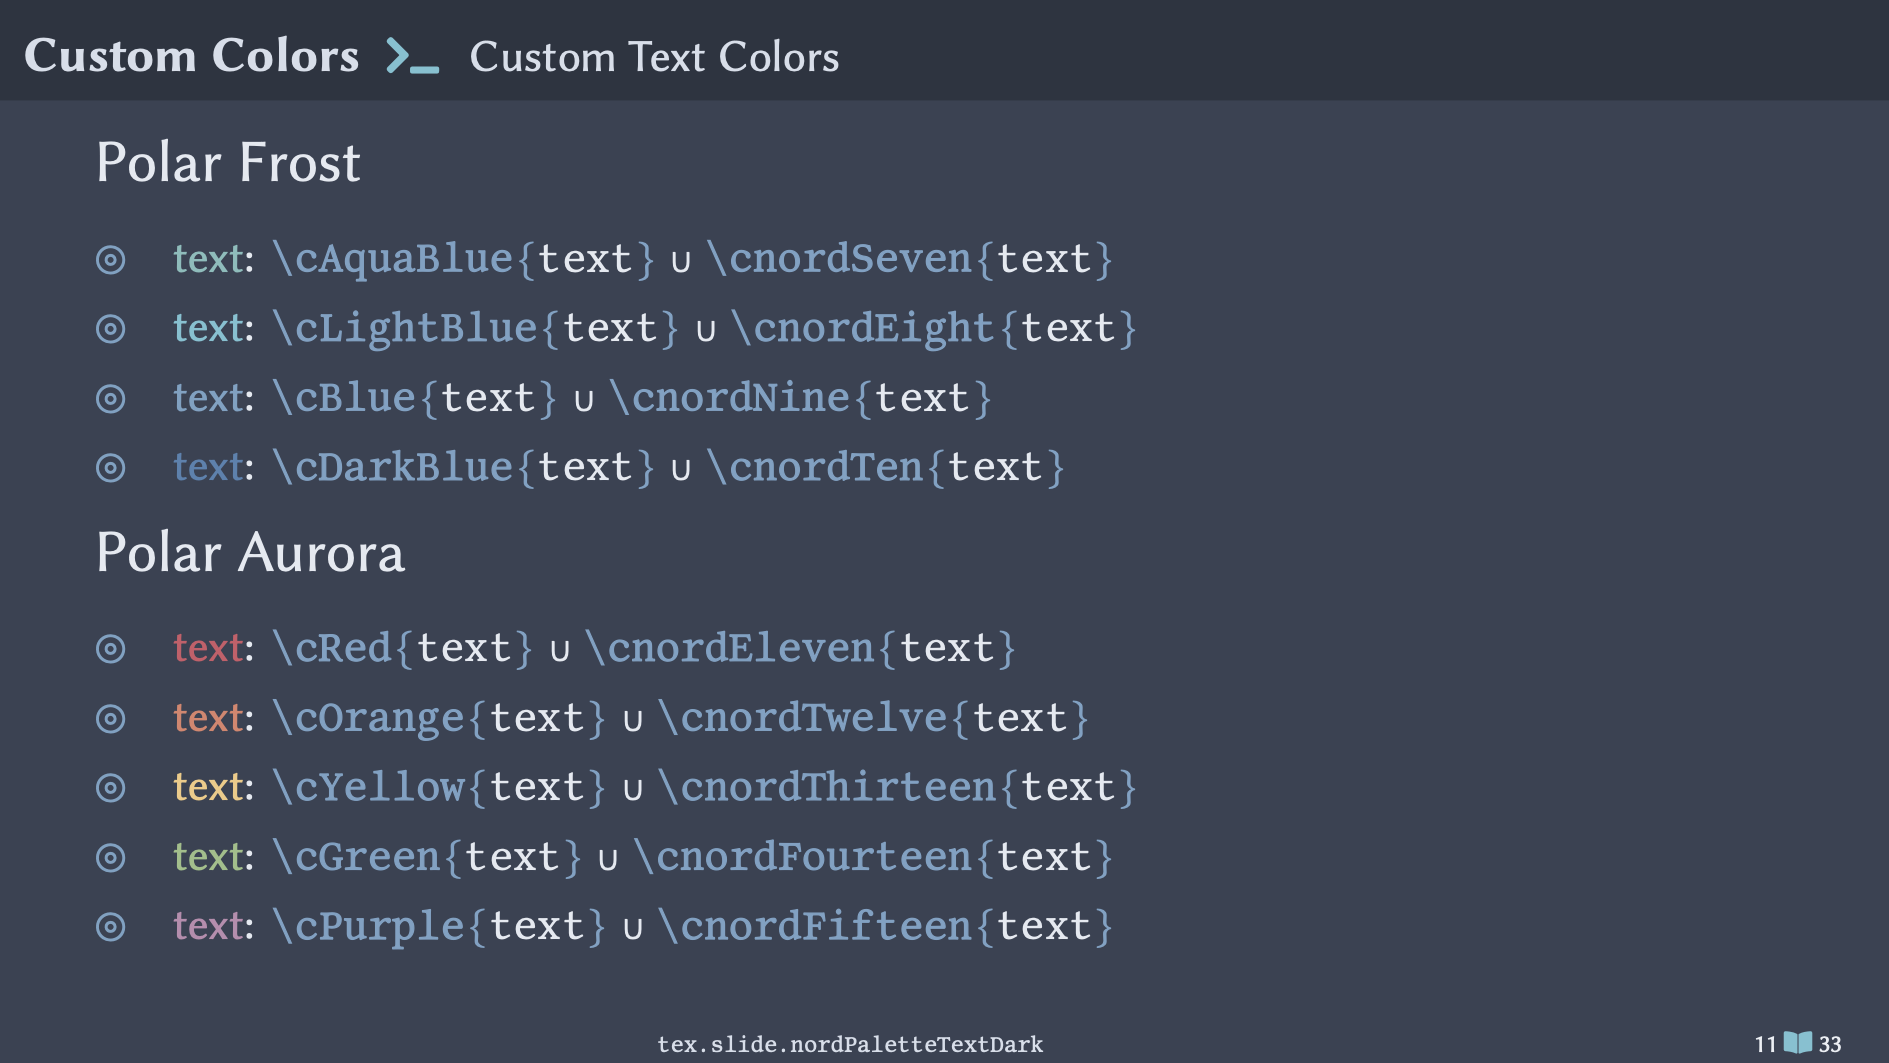 Custom Colors Custom Text Colors
Polar Frost
text: \cAquaBlue{text} ∪ \cnordSeven{text}
text: \cLightBlue{text} ∪ \cnordEight{text}
text: \cBlue{text} ∪ \cnordNine{text}
text: \cDarkBlue{text} ∪ \cnordTen{text}
Polar Aurora
text: \cRed{text} ∪ \cnordEleven{text}
text: \cOrange{text} ∪ \cnordTwelve{text}
text: \cYellow{text} ∪ \cnordThirteen{text}
text: \cGreen{text} ∪ \cnordFourteen{text}
text: \cPurple{text} ∪ \cnordFifteen{text}
tex.slide.nordPaletteTextDark 11 33